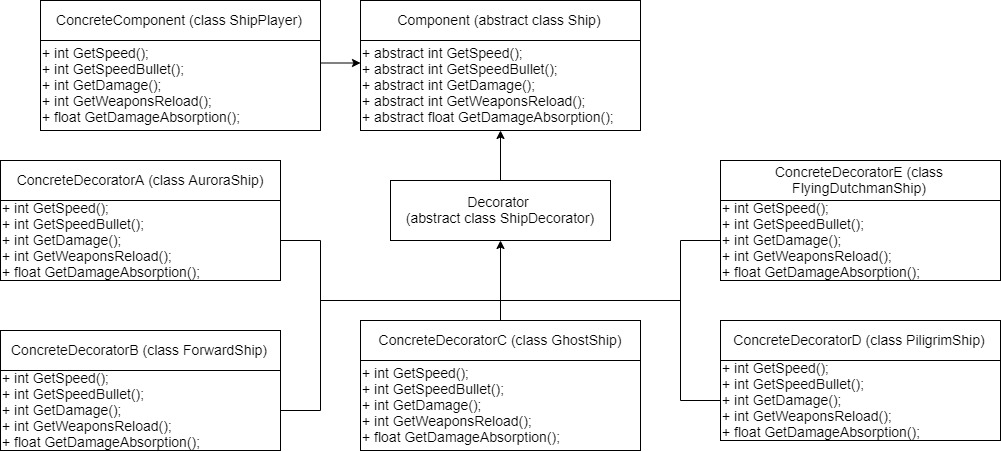 ConcreteComponent (class ShipPlayer)
+ int GetSpeed();
+ int GetSpeedBullet();
+ int GetDamage();
+ int GetWeaponsReload();
+ float GetDamageAbsorption();
Component (abstract class Ship)
+ abstract int GetSpeed();
+ abstract int GetSpeedBullet();
+ abstract int GetDamage();
+ abstract int GetWeaponsReload();
+ abstract float GetDamageAbsorption();
ConcreteDecoratorA (class AuroraShip)
+ int GetSpeed();
+ int GetSpeedBullet();
+ int GetDamage();
+ int GetWeaponsReload();
+ float GetDamageAbsorption();
Decorator
(abstract class ShipDecorator)
ConcreteDecoratorE (class
FlyingDutchmanShip)
+ int GetSpeed();
+ int GetSpeedBullet();
+ int GetDamage();
+ int GetWeaponsReload();
+ float GetDamageAbsorption();
ConcreteDecoratorB (class ForwardShip)
+ int GetSpeed();
+ int GetSpeedBullet();
+ int GetDamage();
+ int GetWeaponsReload();
+ float GetDamageAbsorption();
ConcreteDecoratorC (class GhostShip)
+ int GetSpeed();
+ int GetSpeedBullet();
+ int GetDamage();
+ int GetWeaponsReload();
+ float GetDamageAbsorption();
ConcreteDecoratorD (class PiligrimShip)
+ int GetSpeed();
+ int GetSpeedBullet();
+ int GetDamage();
+ int GetWeaponsReload();
+ float GetDamageAbsorption();